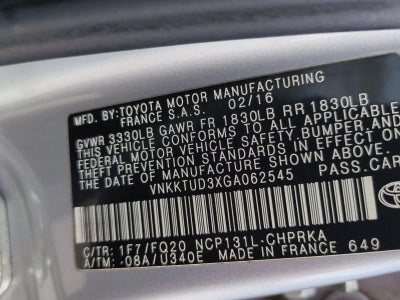 MFD. BY:TOYOTA MOTOR MANUFACTURING
FRANCE S.A.S. 02/16
GVWR 3330LB GAWR FR 1830LB RR 1830LB
THIS VEHICLE CONFORMS TO ALL APPLICABLE
FEDERAL MOTOR VEHICLE SAFETY, BUMPER, AND
THEFT PREVENTION STANDARDS IN EFFECT ON
THE DATE OF MANUFACTURE SHOWN ABOVE.
VNKKTUD3XGA062545 PASS.CAR
C/TR: 1F7/FQ20 NCP131L-CHPRKA
A/TM: -08A/U340E MADE IN FRANCE 649